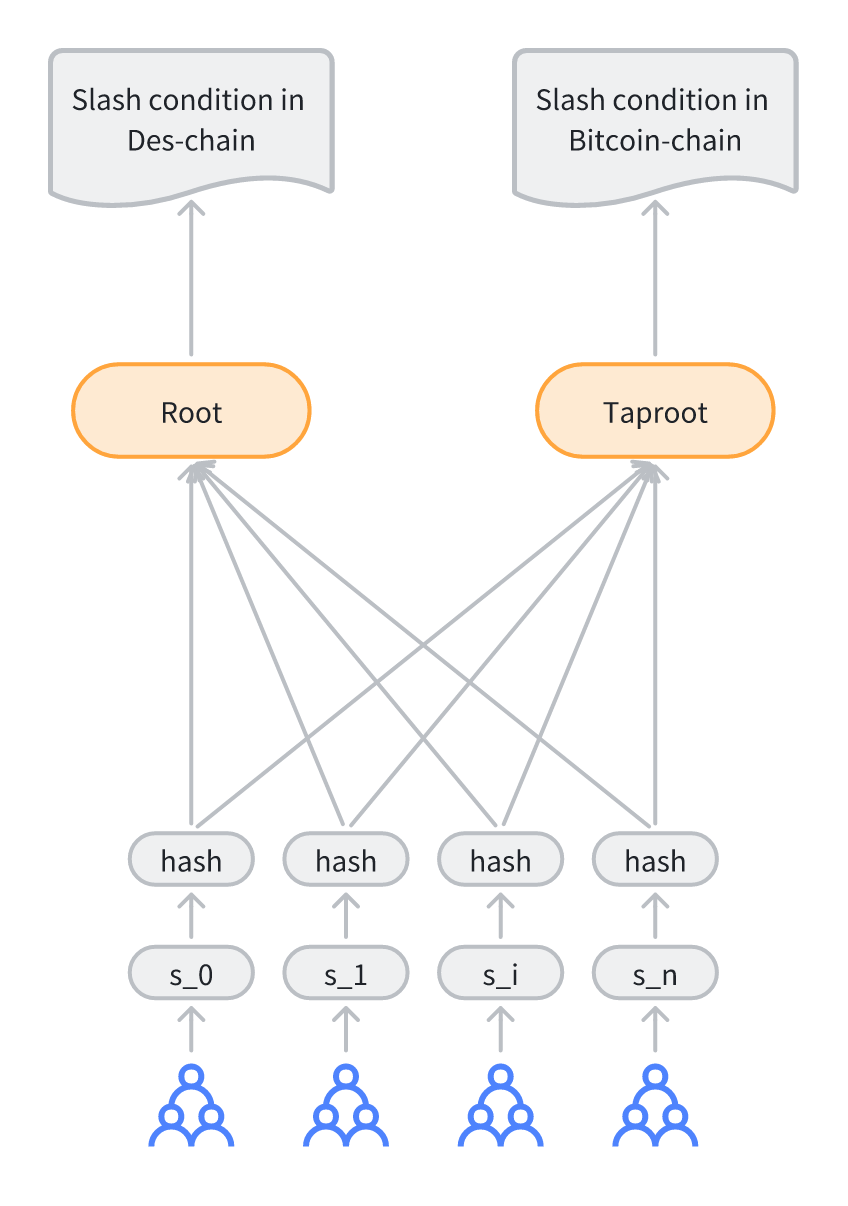 Slash condition in
Des-chain
Slash condition in
Bitcoin-chain
Root
Taproot
hash
hash
hash
hash
s_0
s_1
s_i
s_n